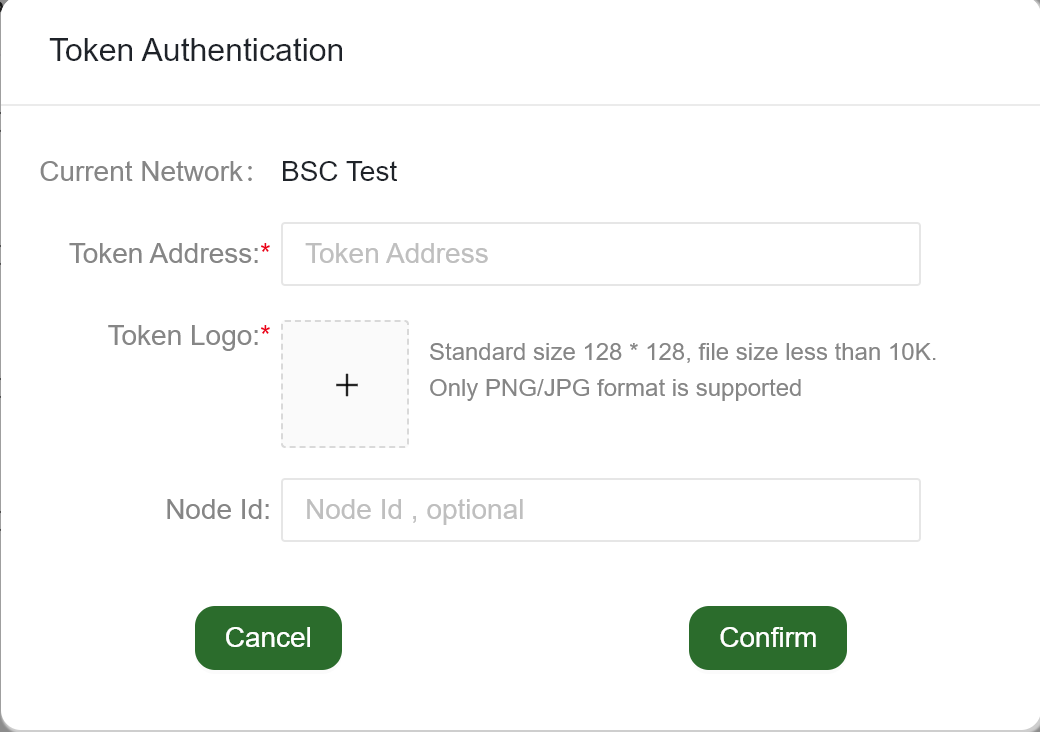 Token Authentication
Current Network: BSC Test
Token Address:* Token Address
Token Logo:*
+
Standard size 128 * 128, file size less than 10K.
Only PNG/JPG format is supported
Node Id: Node Id , optional
Cancel Confirm